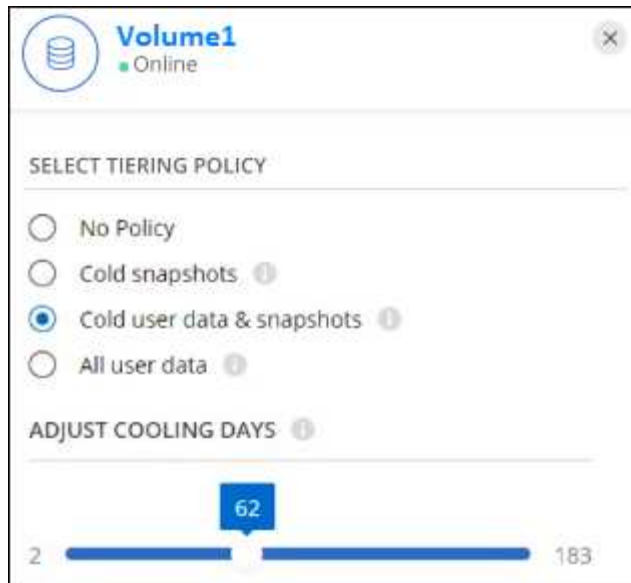 Volume1
Online
SELECT TIERING POLICY
No Policy
Cold snapshots
Cold user data & snapshots
All user data
ADJUST COOLING DAYS
62
2 183